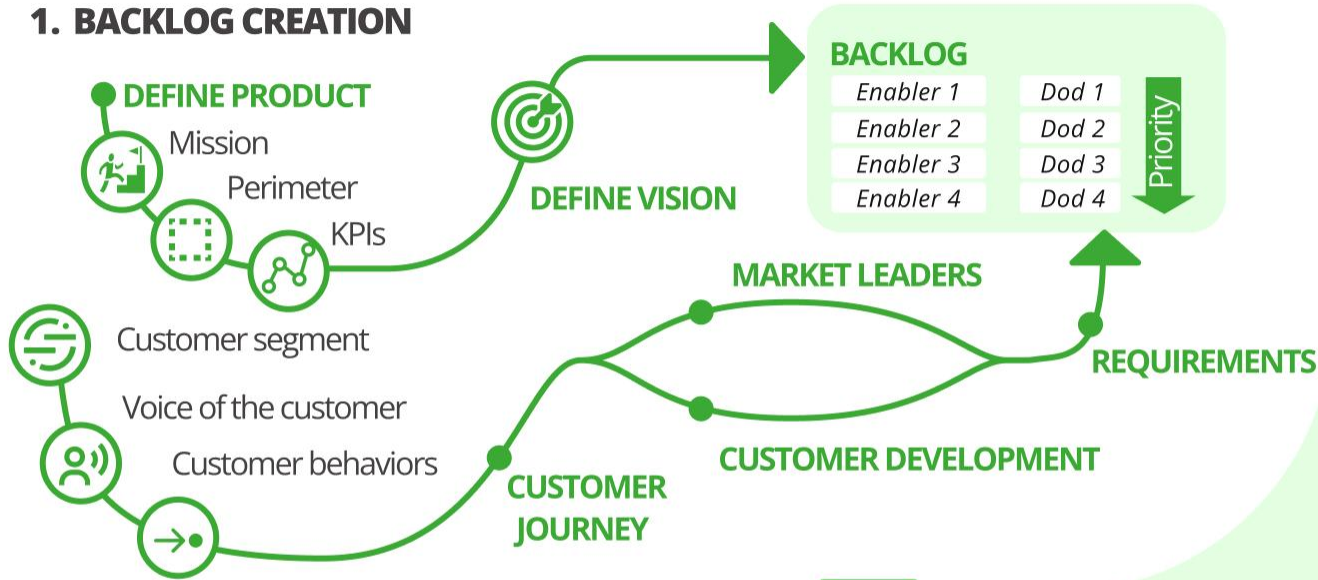 1. BACKLOG CREATION
DEFINE PRODUCT
Mission
Perimeter
KPIs
DEFINE VISION
BACKLOG
Enabler 1 Dod 1
Enabler 2 Dod 2
Enabler 3 Dod 3
Enabler 4 Dod 4
Priority
Customer segment
Voice of the customer
Customer behaviors
CUSTOMER
JOURNEY
MARKET LEADERS
CUSTOMER DEVELOPMENT
REQUIREMENTS